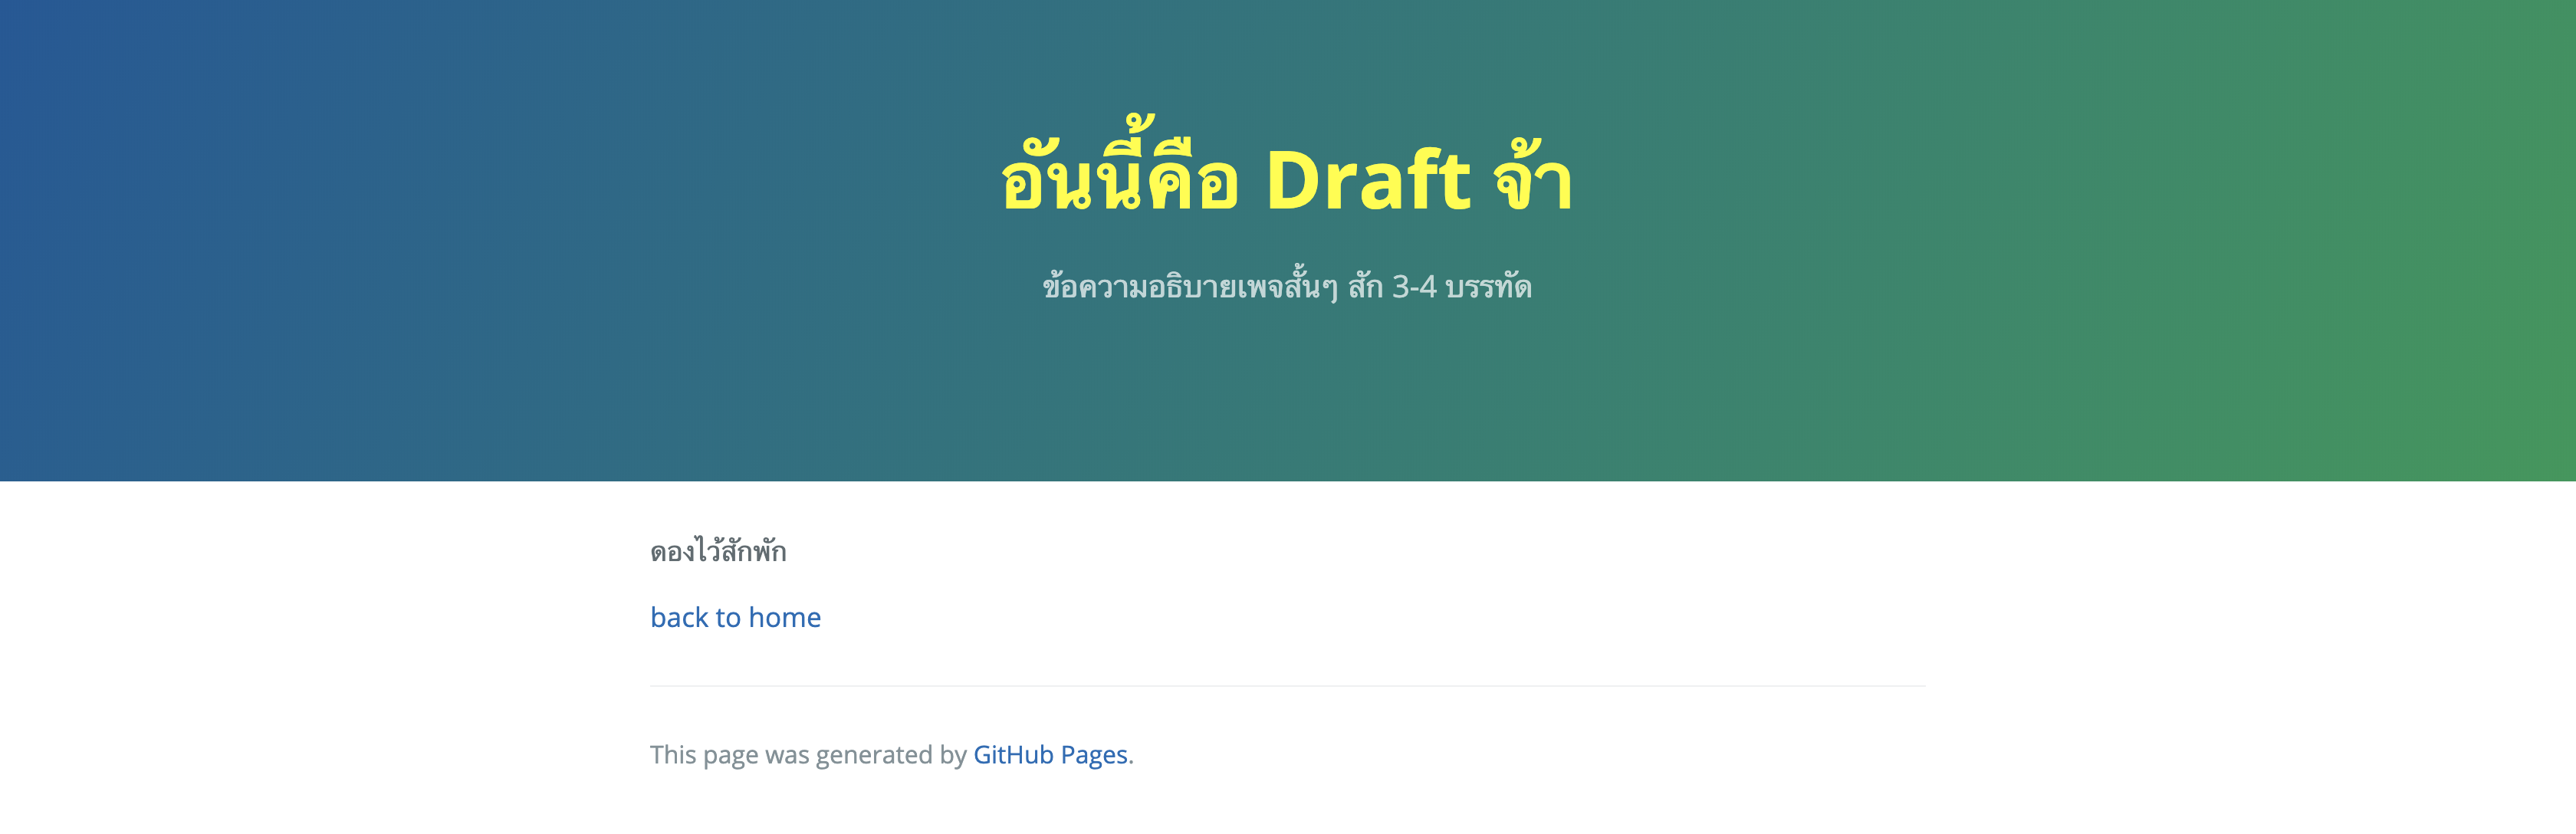 อันนี้คือ Draft จ้า
ข้อความอธิบายเพจสั้นๆ สัก 3-4 บรรทัด
ดองไว้สักพัก
back to home
This page was generated by GitHub Pages.